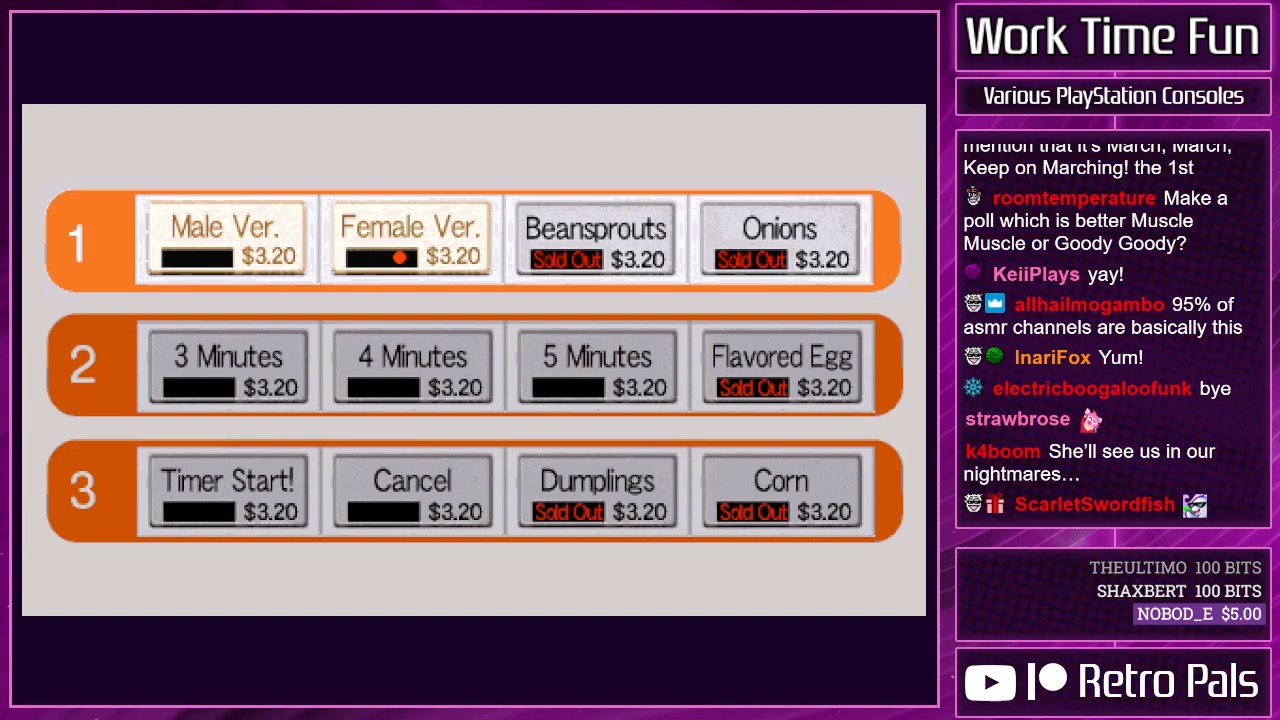 Work Time Fun
Various PlayStation Consoles
1
Male Ver.
$3.20
Female Ver.
$3.20
Beansprouts
Sold Out $3.20
Onions
Sold Out $3.20
2
3 Minutes
$3.20
4 Minutes
$3.20
5 Minutes
$3.20
Flavored Egg
Sold Out $3.20
3
Timer Start!
$3.20
Cancel
$3.20
Dumplings
Sold Out $3.20
Corn
Sold Out $3.20
mention that it's March, March,
Keep on Marching! the 1st
roomtemperature Make a
poll which is better Muscle
Muscle or Goody Goody?
KeiiPlays yay!
allhailmogambo 95% of
asmr channels are basically this
InariFox Yum!
electricboogaloofunk bye
strawbrose
k4boom She'll see us in our
nightmares…
ScarletSwordfish
THEULTIMO 100 BITS
SHAXBERT 100 BITS
NOBOD_E $5.00
Retro Pals